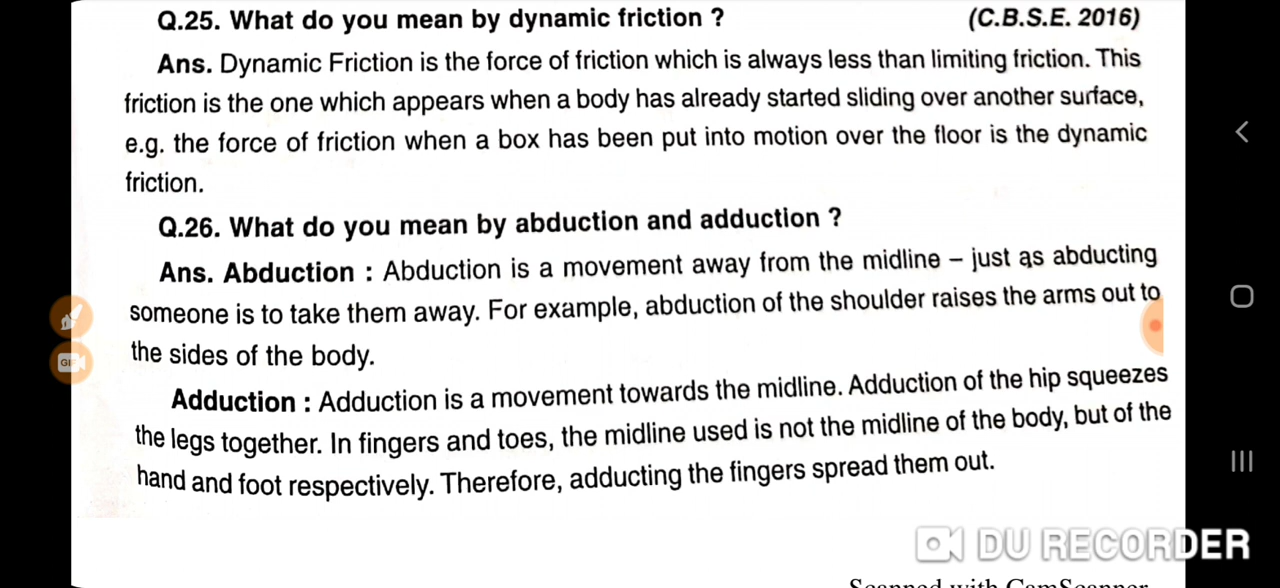 Q.25. What do you mean by dynamic friction ? (C.B.S.E. 2016)
Ans. Dynamic Friction is the force of friction which is always less than limiting friction. This
friction is the one which appears when a body has already started sliding over another surface,
e.g. the force of friction when a box has been put into motion over the floor is the dynamic
friction.
Q.26. What do you mean by abduction and adduction ?
Ans. Abduction : Abduction is a movement away from the midline – just as abducting
someone is to take them away. For example, abduction of the shoulder raises the arms out to
the sides of the body.
Adduction : Adduction is a movement towards the midline. Adduction of the hip squeezes
the legs together. In fingers and toes, the midline used is not the midline of the body, but of the
hand and foot respectively. Therefore, adducting the fingers spread them out.
GIF
DU RECORDER
Scanned with CamScanner